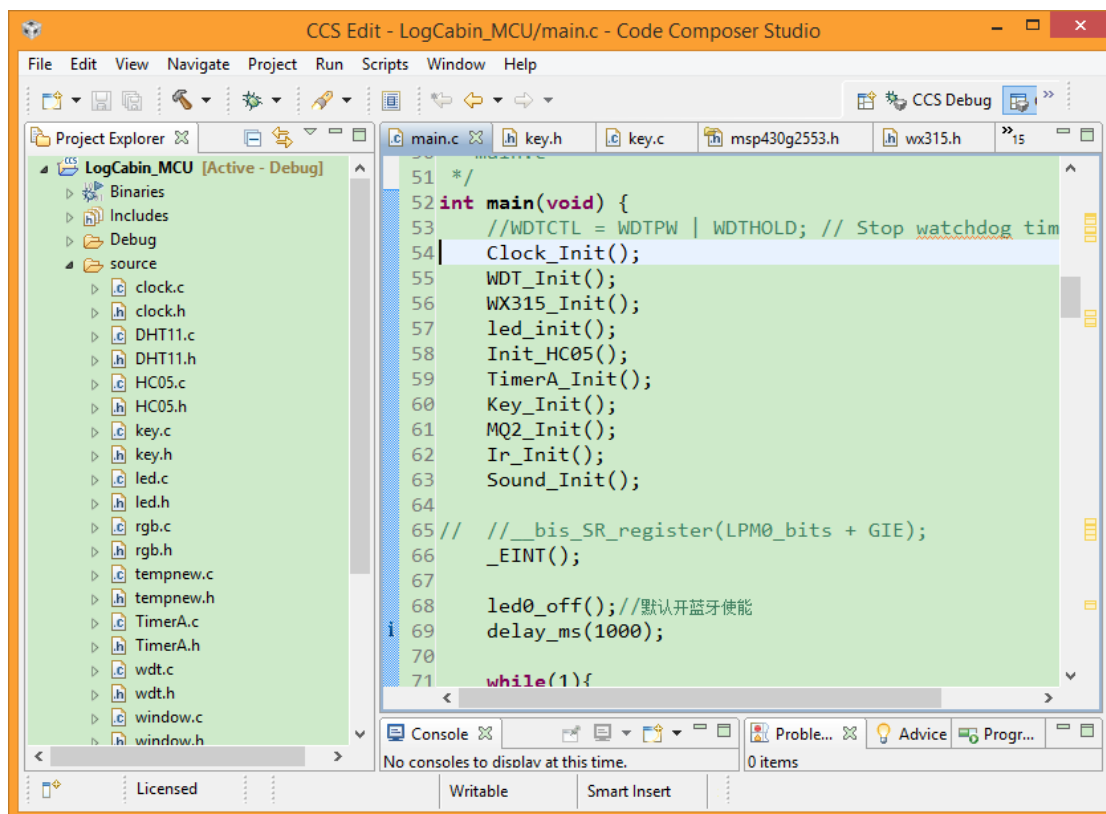 CCS Edit - LogCabin_MCU/main.c - Code Composer Studio
File Edit View Navigate Project Run Scripts Window Help
CCS Debug
Project Explorer
LogCabin_MCU [Active - Debug]
Binaries
Includes
Debug
source
clock.c
clock.h
DHT11.c
DHT11.h
HC05.c
HC05.h
key.c
key.h
led.c
led.h
rgb.c
rgb.h
tempnew.c
tempnew.h
TimerA.c
TimerA.h
wdt.c
wdt.h
window.c
window.h
main.c key.h key.c msp430g2553.h wx315.h »15
51 */
52 int main(void) {
53 //WDTCTL = WDTPW | WDTHOLD; // Stop watchdog tim
54 Clock_Init();
55 WDT_Init();
56 WX315_Init();
57 led_init();
58 Init_HC05();
59 TimerA_Init();
60 Key_Init();
61 MQ2_Init();
62 Ir_Init();
63 Sound_Init();
64
65 // //__bis_SR_register(LPM0_bits + GIE);
66 _EINT();
67
68 led0_off();//默认开蓝牙使能
69 delay_ms(1000);
70
71 while(1){
Console
No consoles to display at this time.
Proble... Advice Progr...
0 items
Licensed Writable Smart Insert